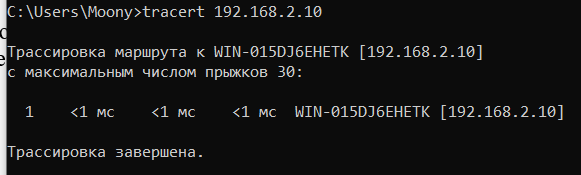 C:\Users\Moony>tracert 192.168.2.10
Трассировка маршрута к WIN-015DJ6EHETK [192.168.2.10]
с максимальным числом прыжков 30:
1 <1 мс <1 мс <1 мс WIN-015DJ6EHETK [192.168.2.10]
Трассировка завершена.